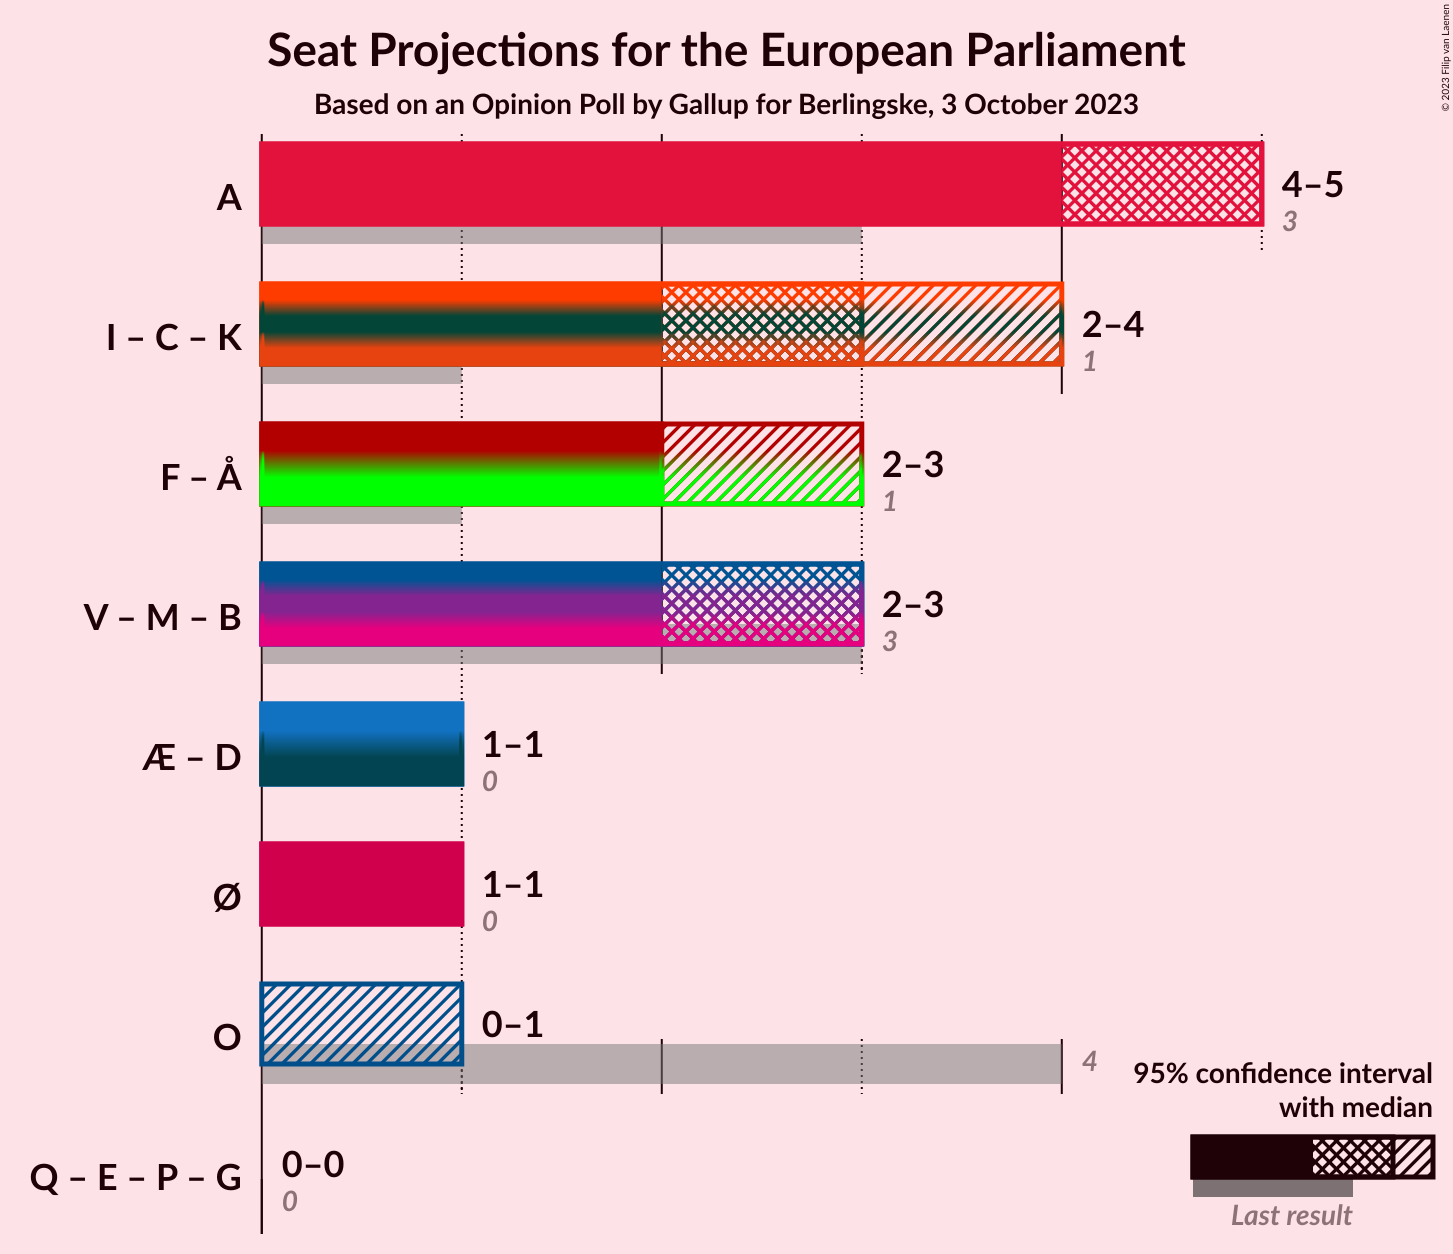 Seat Projections for the European Parliament
Based on an Opinion Poll by Gallup for Berlingske, 3 October 2023
© 2023 Filip van Laenen
A
4–5
3
I – C – K
2–4
1
F – Å
2–3
1
V – M – B
2–3
3
Æ – D
1–1
0
Ø
1–1
0
O
0–1
4
Q – E – P – G
0–0
0
95% confidence interval
with median
Last result